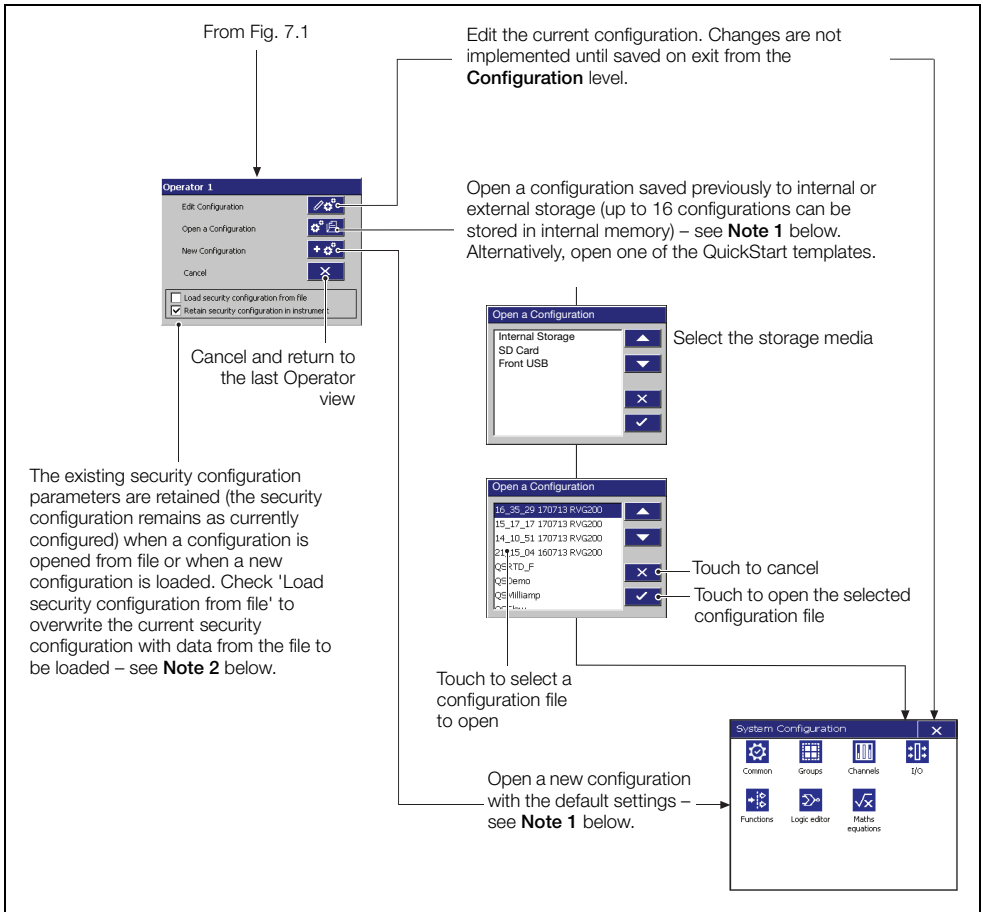 From Fig. 7.1
Edit the current configuration. Changes are not
implemented until saved on exit from the
Configuration level.
Operator 1
Edit Configuration
Open a Configuration
New Configuration
Cancel
Load security configuration from file
Retain security configuration in instrument
Cancel and return to
the last Operator
view
Open a configuration saved previously to internal or
external storage (up to 16 configurations can be
stored in internal memory) – see Note 1 below.
Alternatively, open one of the QuickStart templates.
Open a Configuration
Internal Storage
SD Card
Front USB
Select the storage media
The existing security configuration
parameters are retained (the security
configuration remains as currently
configured) when a configuration is
opened from file or when a new
configuration is loaded. Check 'Load
security configuration from file' to
overwrite the current security
configuration with data from the file to
be loaded – see Note 2 below.
Open a Configuration
16_35_29 170713 RVG200
15_17_17 170713 RVG200
14_10_51 170713 RVG200
21_15_04 160713 RVG200
QSRTD_F
QSDemo
QSMilliamp
Touch to cancel
Touch to open the selected
configuration file
Touch to select a
configuration file
to open
System Configuration
Common
Groups
Channels
I/O
Functions
Logic editor
Maths
equations
Open a new configuration
with the default settings –
see Note 1 below.